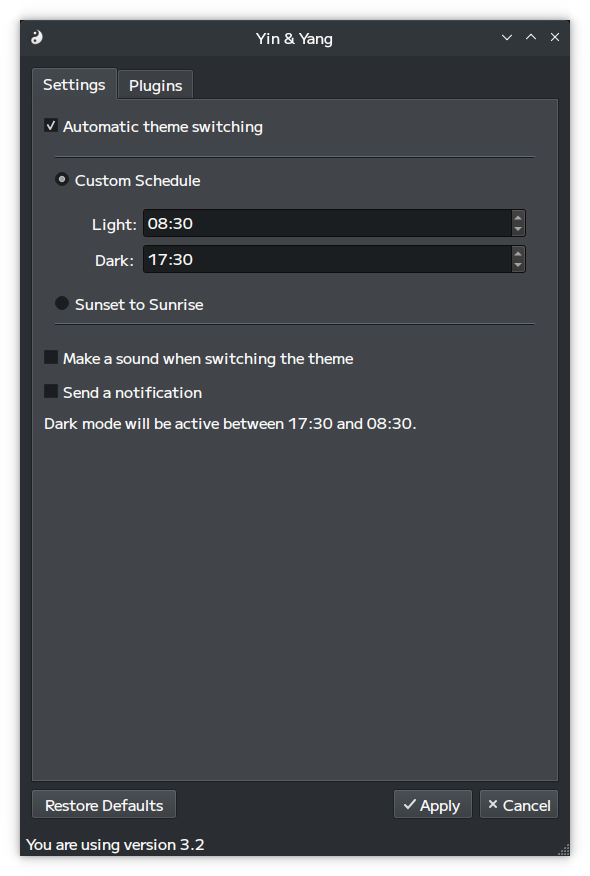 Yin & Yang
Settings Plugins
Automatic theme switching
Custom Schedule
Light: 08:30
Dark: 17:30
Sunset to Sunrise
Make a sound when switching the theme
Send a notification
Dark mode will be active between 17:30 and 08:30.
Restore Defaults Apply Cancel
You are using version 3.2